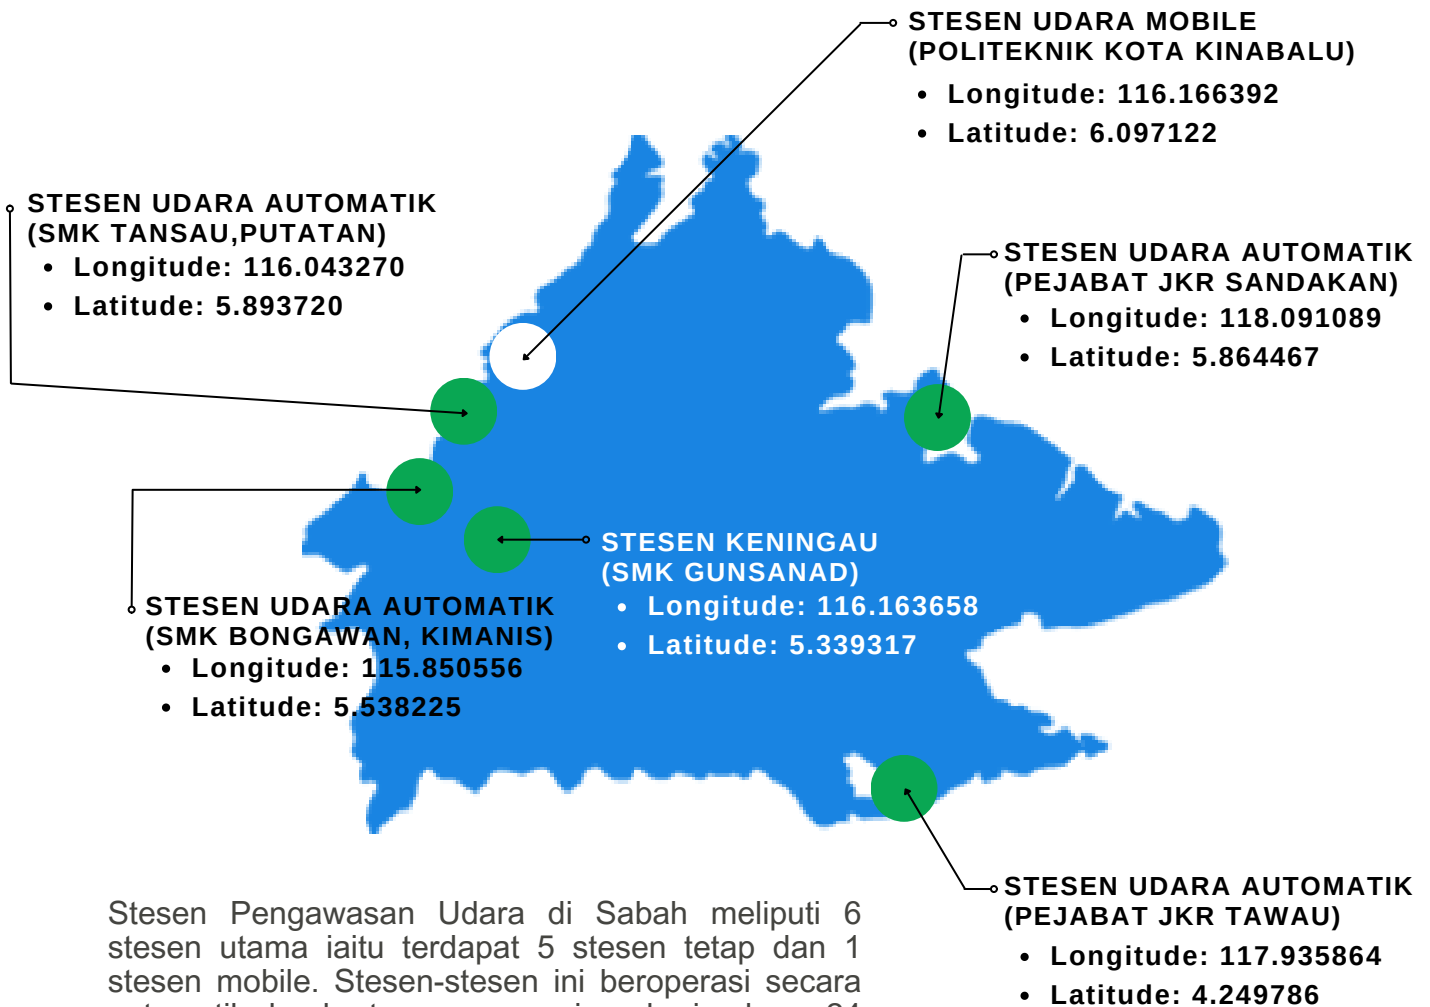 STESEN UDARA MOBILE
(POLITEKNIK KOTA KINABALU)
• Longitude: 116.166392
• Latitude: 6.097122
STESEN UDARA AUTOMATIK
(SMK TANSAU,PUTATAN)
• Longitude: 116.043270
• Latitude: 5.893720
STESEN UDARA AUTOMATIK
(PEJABAT JKR SANDAKAN)
• Longitude: 118.091089
• Latitude: 5.864467
STESEN KENINGAU
(SMK GUNSANAD)
• Longitude: 116.163658
• Latitude: 5.339317
STESEN UDARA AUTOMATIK
(SMK BONGAWAN, KIMANIS)
• Longitude: 115.850556
• Latitude: 5.538225
STESEN UDARA AUTOMATIK
(PEJABAT JKR TAWAU)
• Longitude: 117.935864
• Latitude: 4.249786
Stesen Pengawasan Udara di Sabah meliputi 6
stesen utama iaitu terdapat 5 stesen tetap dan 1
stesen mobile. Stesen-stesen ini beroperasi secara